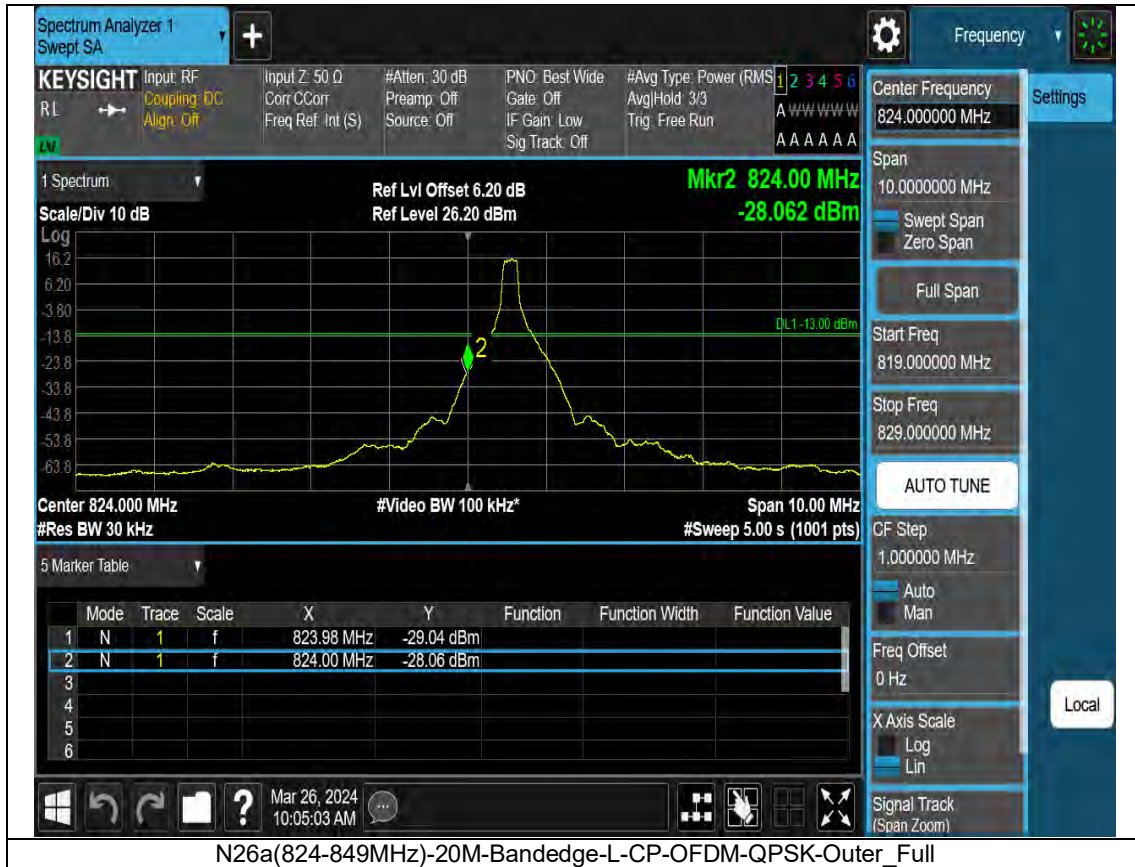 Spectrum Analyzer 1
Swept SA
+
Frequency
KEYSIGHT
Input: RF
Input Z: 50 Ω
#Atten: 30 dB
PNO: Best Wide
#Avg Type: Power (RMS
1 2 3 4 5 6
RL
Coupling: DC
Corr CCorr
Preamp: Off
Gate: Off
Avg|Hold: 3/3
A W W W W W
Align: Off
Freq Ref: Int (S)
Source: Off
IF Gain: Low
Trig: Free Run
Sig Track: Off
A A A A A A
1 Spectrum
Ref Lvl Offset 6.20 dB
Mkr2 824.00 MHz
Scale/Div 10 dB
Ref Level 26.20 dBm
-28.062 dBm
Log
16.2
6.20
-3.80
DL1 -13.00 dBm
-13.8
2
-23.8
-33.8
-43.8
-53.8
-63.8
Center 824.000 MHz
#Video BW 100 kHz*
Span 10.00 MHz
#Res BW 30 kHz
#Sweep 5.00 s (1001 pts)
5 Marker Table
Mode Trace Scale X Y Function Function Width Function Value
1 N 1 f 823.98 MHz -29.04 dBm
2 N 1 f 824.00 MHz -28.06 dBm
3
4
5
6
Center Frequency
824.000000 MHz
Settings
Span
10.0000000 MHz
Swept Span
Zero Span
Full Span
Start Freq
819.000000 MHz
Stop Freq
829.000000 MHz
AUTO TUNE
CF Step
1.000000 MHz
Auto
Man
Freq Offset
0 Hz
Local
X Axis Scale
Log
Lin
Signal Track
(Span Zoom)
?
Mar 26, 2024
10:05:03 AM
N26a(824-849MHz)-20M-Bandedge-L-CP-OFDM-QPSK-Outer_Full